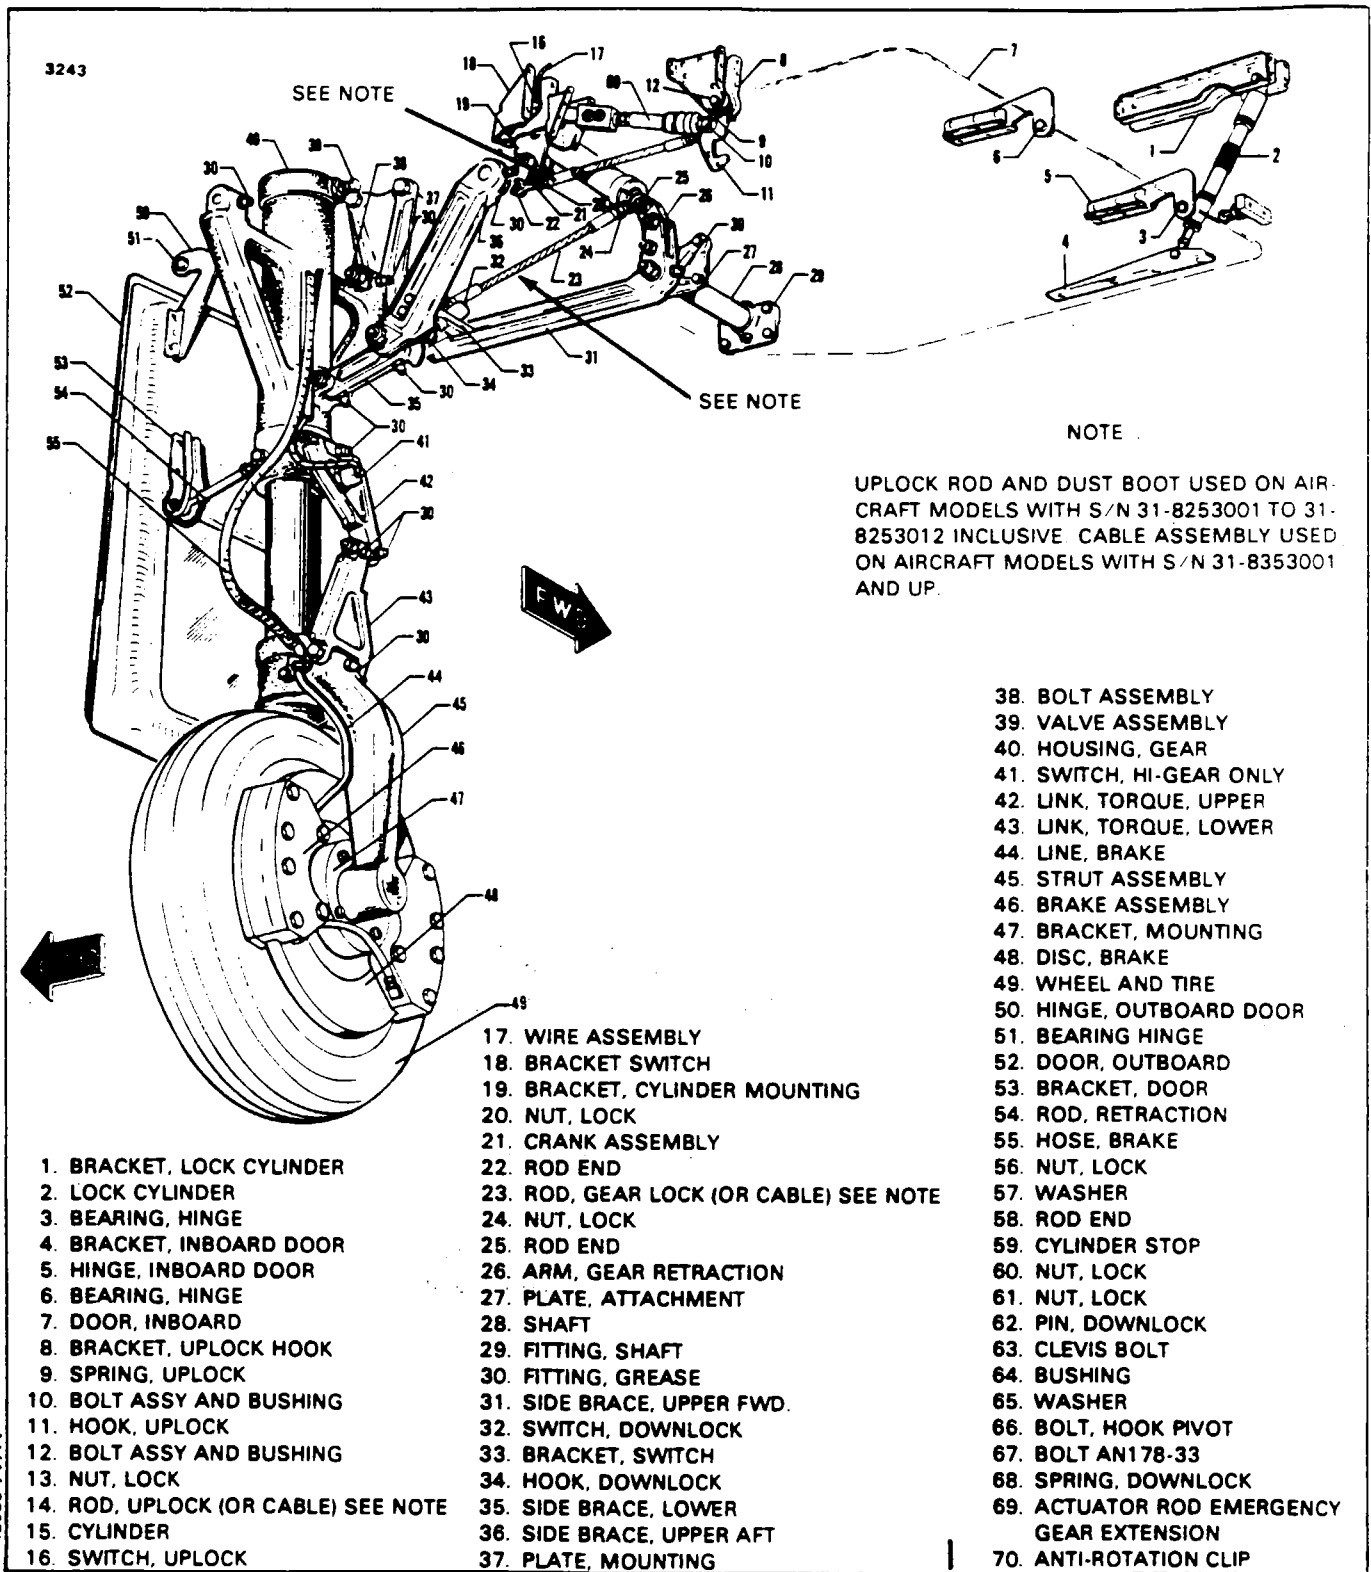 3243
SEE NOTE
SEE NOTE
NOTE
UPLOCK ROD AND DUST BOOT USED ON AIR-
CRAFT MODELS WITH S/N 31-8253001 TO 31-
8253012 INCLUSIVE. CABLE ASSEMBLY USED
ON AIRCRAFT MODELS WITH S/N 31-8353001
AND UP.
1. BRACKET, LOCK CYLINDER
2. LOCK CYLINDER
3. BEARING, HINGE
4. BRACKET, INBOARD DOOR
5. HINGE, INBOARD DOOR
6. BEARING, HINGE
7. DOOR, INBOARD
8. BRACKET, UPLOCK HOOK
9. SPRING, UPLOCK
10. BOLT ASSY AND BUSHING
11. HOOK, UPLOCK
12. BOLT ASSY AND BUSHING
13. NUT, LOCK
14. ROD, UPLOCK (OR CABLE) SEE NOTE
15. CYLINDER
16. SWITCH, UPLOCK
17. WIRE ASSEMBLY
18. BRACKET SWITCH
19. BRACKET, CYLINDER MOUNTING
20. NUT, LOCK
21. CRANK ASSEMBLY
22. ROD END
23. ROD, GEAR LOCK (OR CABLE) SEE NOTE
24. NUT, LOCK
25. ROD END
26. ARM, GEAR RETRACTION
27. PLATE, ATTACHMENT
28. SHAFT
29. FITTING, SHAFT
30. FITTING, GREASE
31. SIDE BRACE, UPPER FWD.
32. SWITCH, DOWNLOCK
33. BRACKET, SWITCH
34. HOOK, DOWNLOCK
35. SIDE BRACE, LOWER
36. SIDE BRACE, UPPER AFT
37. PLATE, MOUNTING
38. BOLT ASSEMBLY
39. VALVE ASSEMBLY
40. HOUSING, GEAR
41. SWITCH, HI-GEAR ONLY
42. LINK, TORQUE, UPPER
43. LINK, TORQUE, LOWER
44. LINE, BRAKE
45. STRUT ASSEMBLY
46. BRAKE ASSEMBLY
47. BRACKET, MOUNTING
48. DISC, BRAKE
49. WHEEL AND TIRE
50. HINGE, OUTBOARD DOOR
51. BEARING HINGE
52. DOOR, OUTBOARD
53. BRACKET, DOOR
54. ROD, RETRACTION
55. HOSE, BRAKE
56. NUT, LOCK
57. WASHER
58. ROD END
59. CYLINDER STOP
60. NUT, LOCK
61. NUT, LOCK
62. PIN, DOWNLOCK
63. CLEVIS BOLT
64. BUSHING
65. WASHER
66. BOLT, HOOK PIVOT
67. BOLT AN178-33
68. SPRING, DOWNLOCK
69. ACTUATOR ROD EMERGENCY
GEAR EXTENSION
70. ANTI-ROTATION CLIP